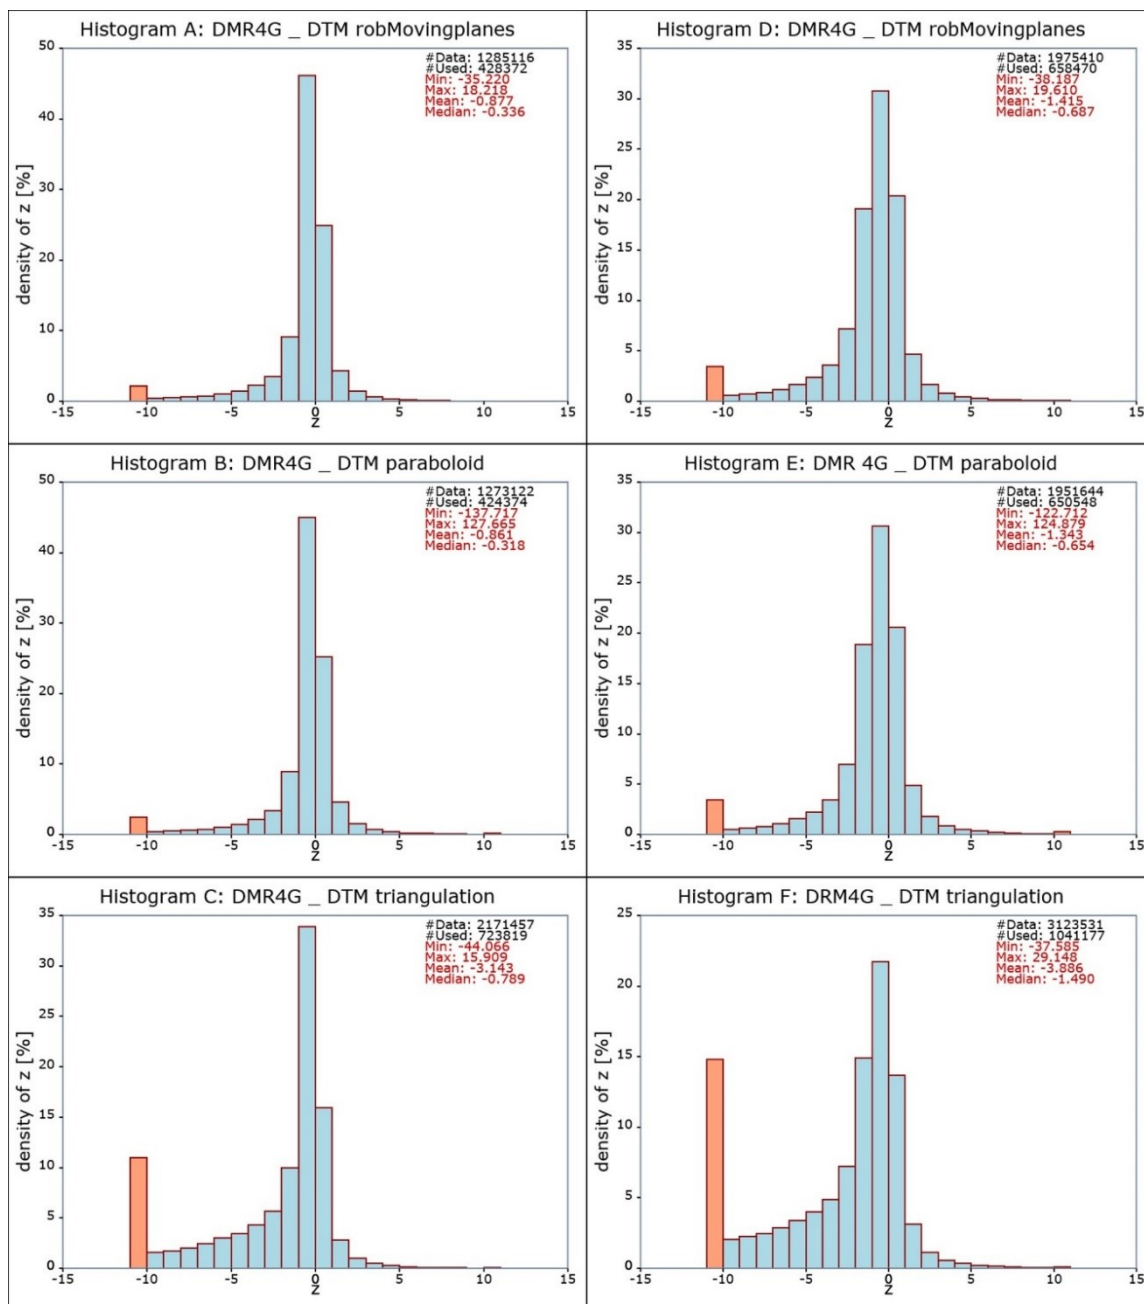 Histogram A: DMR4G _ DTM robMovingplanes
50
40
30
20
10
0
density of z [%]
#Data: 1285116
#Used: 428372
Min: -35.220
Max: 18.218
Mean: -0.877
Median: -0.336
-15
-10
-5
0
5
10
15
z
Histogram D: DMR4G _ DTM robMovingplanes
35
30
25
20
15
10
5
0
density of z [%]
#Data: 1975410
#Used: 658470
Min: -38.187
Max: 19.610
Mean: -1.415
Median: -0.687
-15
-10
-5
0
5
10
15
z
Histogram B: DMR4G _ DTM paraboloid
50
40
30
20
10
0
density of z [%]
#Data: 1273122
#Used: 424374
Min: -137.717
Max: 127.665
Mean: -0.861
Median: -0.318
-15
-10
-5
0
5
10
15
z
Histogram E: DMR 4G _ DTM paraboloid
35
30
25
20
15
10
5
0
density of z [%]
#Data: 1951644
#Used: 650548
Min: -122.712
Max: 124.879
Mean: -1.343
Median: -0.654
-15
-10
-5
0
5
10
15
z
Histogram C: DMR4G _ DTM triangulation
35
30
25
20
15
10
5
0
density of z [%]
#Data: 2171457
#Used: 723819
Min: -44.066
Max: 15.909
Mean: -3.143
Median: -0.789
-15
-10
-5
0
5
10
15
z
Histogram F: DRM4G _ DTM triangulation
25
20
15
10
5
0
density of z [%]
#Data: 3123531
#Used: 1041177
Min: -37.585
Max: 29.148
Mean: -3.886
Median: -1.490
-15
-10
-5
0
5
10
15
z